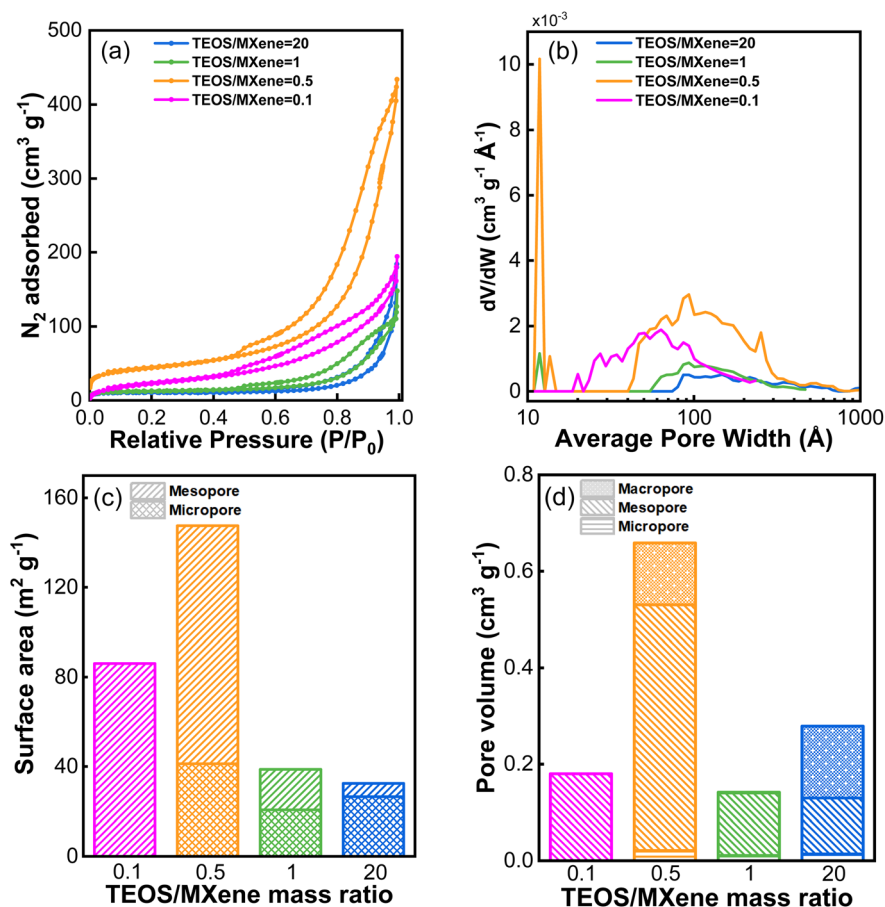 (a)
TEOS/MXene=20
TEOS/MXene=1
TEOS/MXene=0.5
TEOS/MXene=0.1
500
400
300
200
100
0
N₂ adsorbed (cm³ g⁻¹)
0.0 0.2 0.4 0.6 0.8 1.0
Relative Pressure (P/P₀)
x10⁻³
(b)
TEOS/MXene=20
TEOS/MXene=1
TEOS/MXene=0.5
TEOS/MXene=0.1
10
8
6
4
2
0
dV/dW (cm³ g⁻¹ Å⁻¹)
10 100 1000
Average Pore Width (Å)
(c)
Mesopore
Micropore
160
120
80
40
0
Surface area (m² g⁻¹)
0.1 0.5 1 20
TEOS/MXene mass ratio
(d)
Macropore
Mesopore
Micropore
0.8
0.6
0.4
0.2
0.0
Pore volume (cm³ g⁻¹)
0.1 0.5 1 20
TEOS/MXene mass ratio